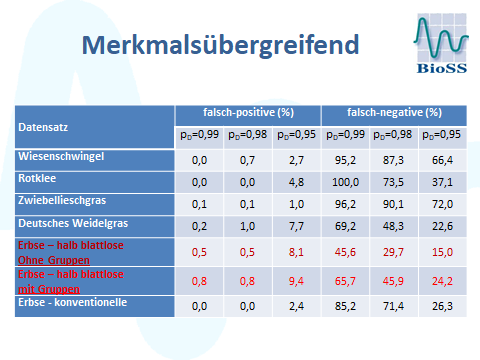 Merkmalsübergreifend
BioSS
Datensatz falsch-positive (%) falsch-negative (%)
pD=0,99 pD=0,98 pD=0,95 pD=0,99 pD=0,98 pD=0,95
Wiesenschwingel 0,0 0,7 2,7 95,2 87,3 66,4
Rotklee 0,0 0,0 4,8 100,0 73,5 37,1
Zwiebellieschgras 0,1 0,1 1,0 96,2 90,1 72,0
Deutsches Weidelgras 0,2 1,0 7,7 69,2 48,3 22,6
Erbse – halb blattlose
Ohne Gruppen 0,5 0,5 8,1 45,6 29,7 15,0
Erbse - halb blattlose
mit Gruppen 0,8 0,8 9,4 65,7 45,9 24,2
Erbse - konventionelle 0,0 0,0 2,4 85,2 71,4 26,3